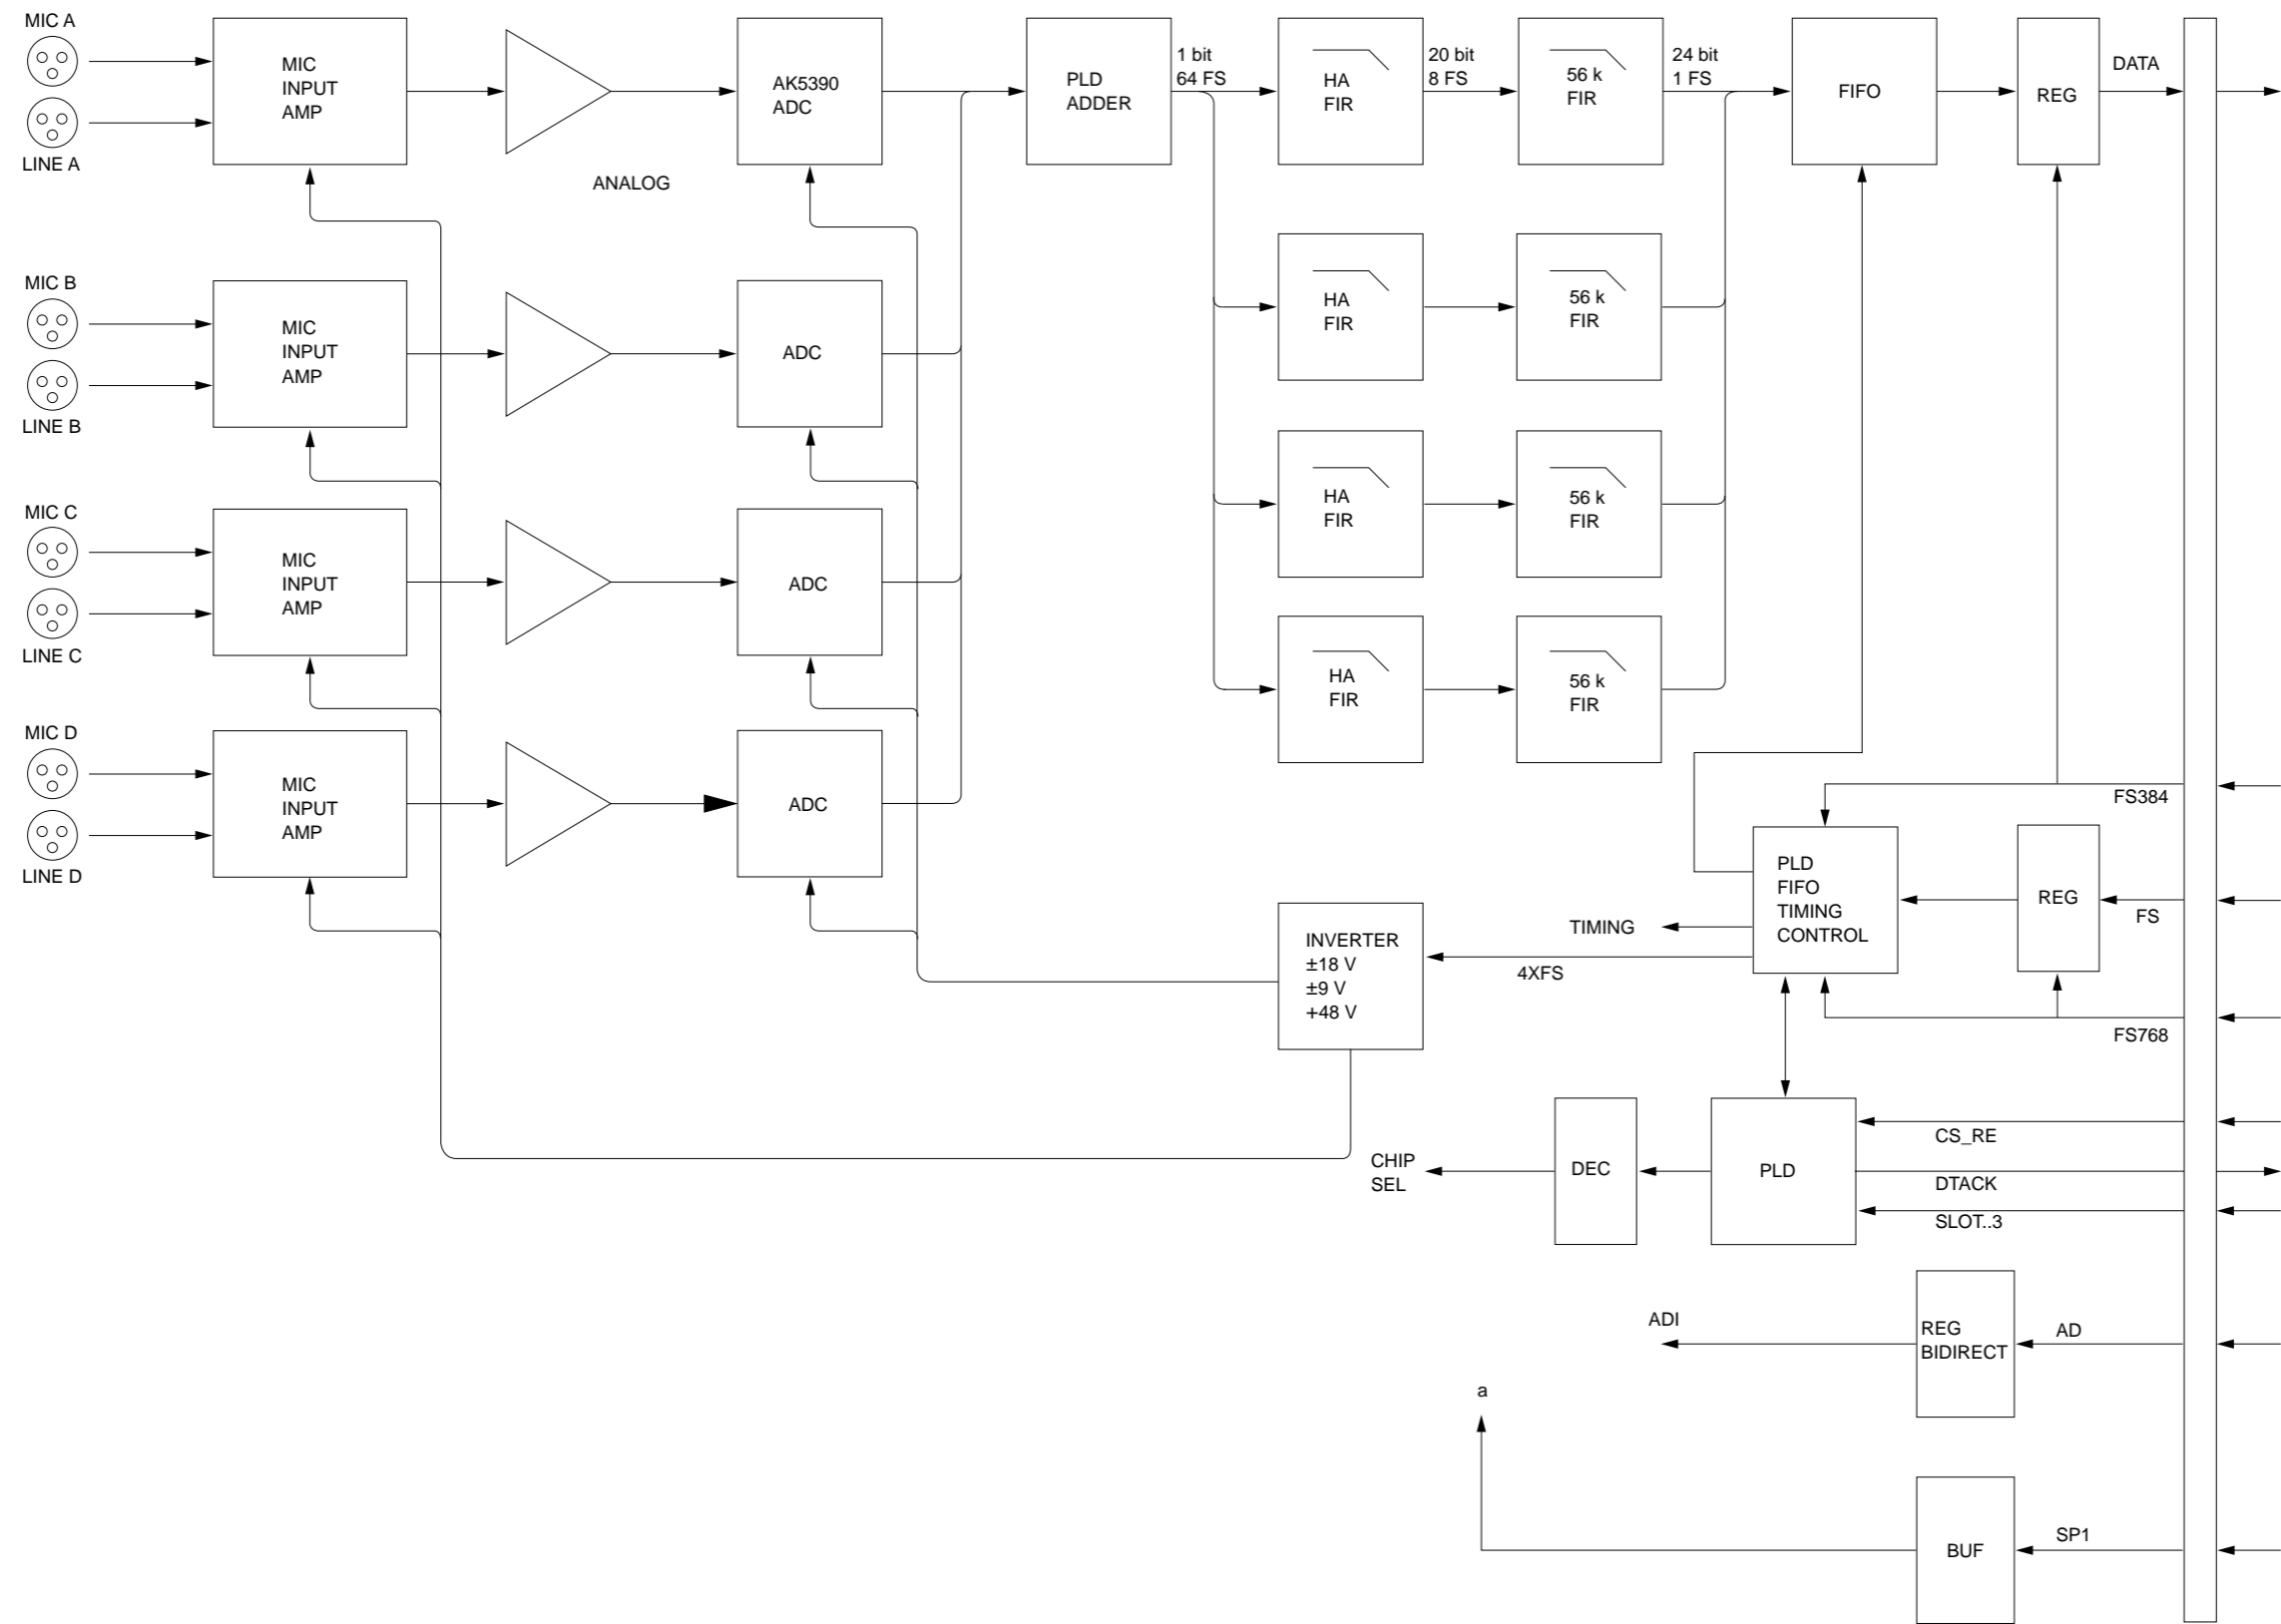 MIC A
LINE A
MIC
INPUT
AMP
ANALOG
AK5390
ADC
PLD
ADDER
1 bit
64 FS
HA
FIR
20 bit
8 FS
56 k
FIR
24 bit
1 FS
FIFO
REG
DATA
MIC B
LINE B
MIC
INPUT
AMP
ADC
HA
FIR
56 k
FIR
MIC C
LINE C
MIC
INPUT
AMP
ADC
HA
FIR
56 k
FIR
MIC D
LINE D
MIC
INPUT
AMP
ADC
HA
FIR
56 k
FIR
FS384
PLD
FIFO
TIMING
CONTROL
REG
FS
TIMING
4XFS
INVERTER
±18 V
±9 V
+48 V
FS768
CHIP
SEL
DEC
PLD
CS_RE
DTACK
SLOT..3
ADI
REG
BIDIRECT
AD
a
BUF
SP1